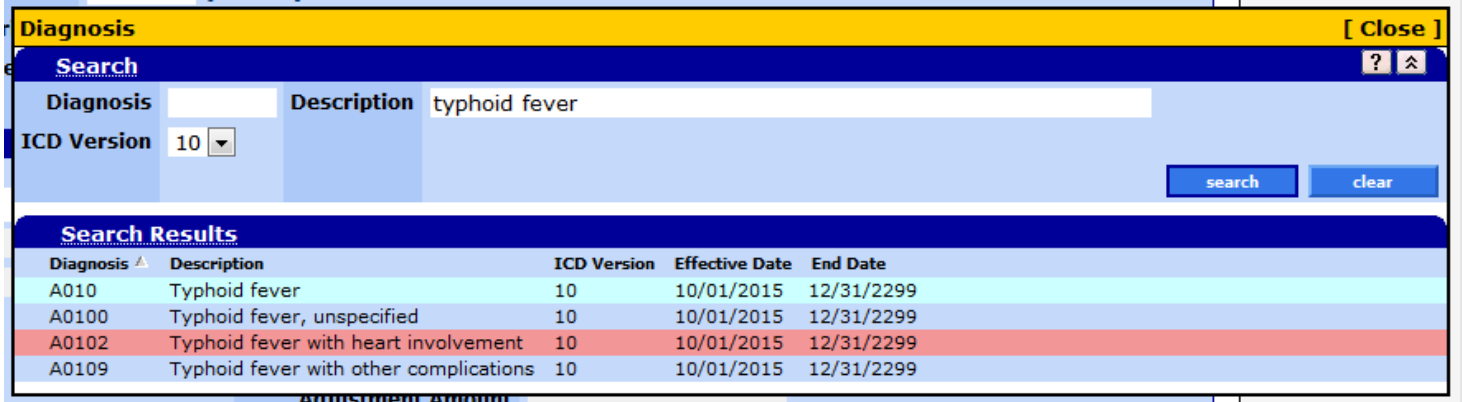 Diagnosis [ Close ]
Search ?
Diagnosis Description typhoid fever
ICD Version 10
search clear
Search Results
Diagnosis Description ICD Version Effective Date End Date
A010 Typhoid fever 10 10/01/2015 12/31/2299
A0100 Typhoid fever, unspecified 10 10/01/2015 12/31/2299
A0102 Typhoid fever with heart involvement 10 10/01/2015 12/31/2299
A0109 Typhoid fever with other complications 10 10/01/2015 12/31/2299
Adjustment Amount